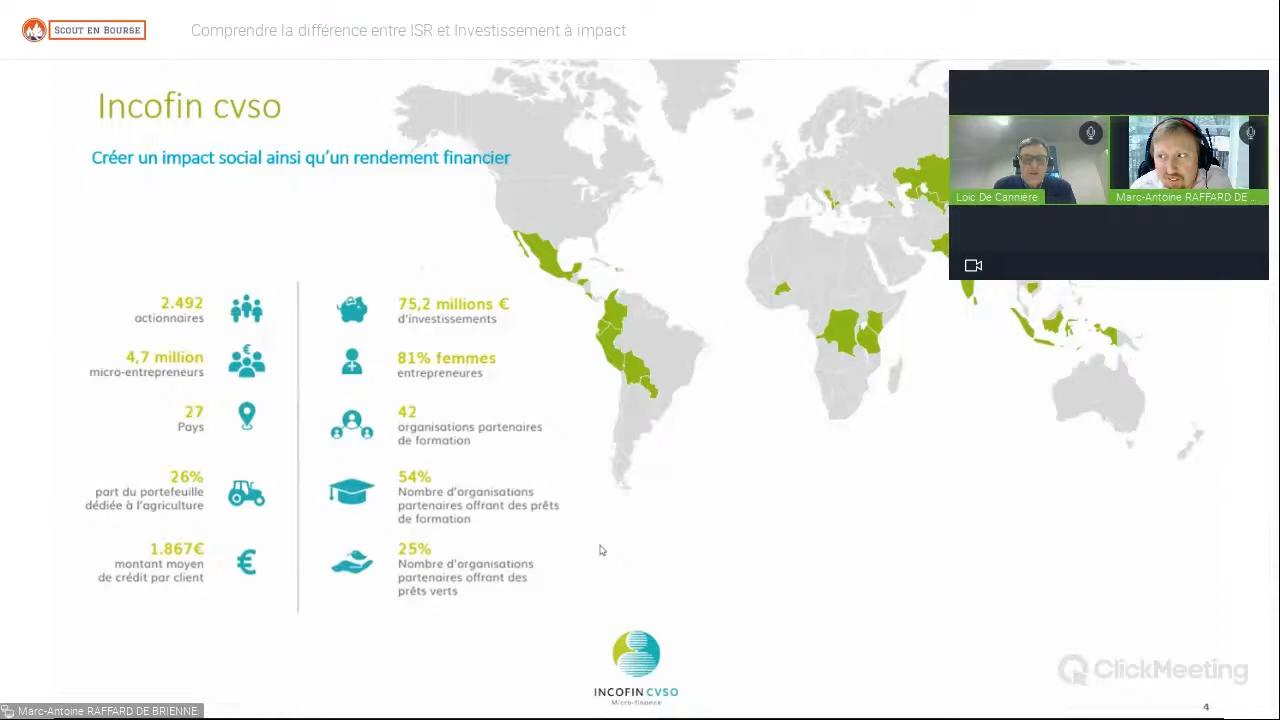 SCOUT EN BOURSE
Comprendre la différence entre ISR et Investissement à impact
Incofin cvso
Créer un impact social ainsi qu'un rendement financier
Loic De Cannière
Marc-Antoine RAFFARD DE ...
2.492
actionnaires
4,7 million
micro-entrepreneurs
27
Pays
26%
part du portefeuille
dédiée à l'agriculture
1.867€
montant moyen
de crédit par client
75,2 millions €
d'investissements
81% femmes
entrepreneures
42
organisations partenaires
de formation
54%
Nombre d'organisations
partenaires offrant des prêts
de formation
25%
Nombre d'organisations
partenaires offrant des
prêts verts
INCOFIN CVSO
Micro-finance
ClickMeeting
4
Marc-Antoine RAFFARD DE BRIENNE